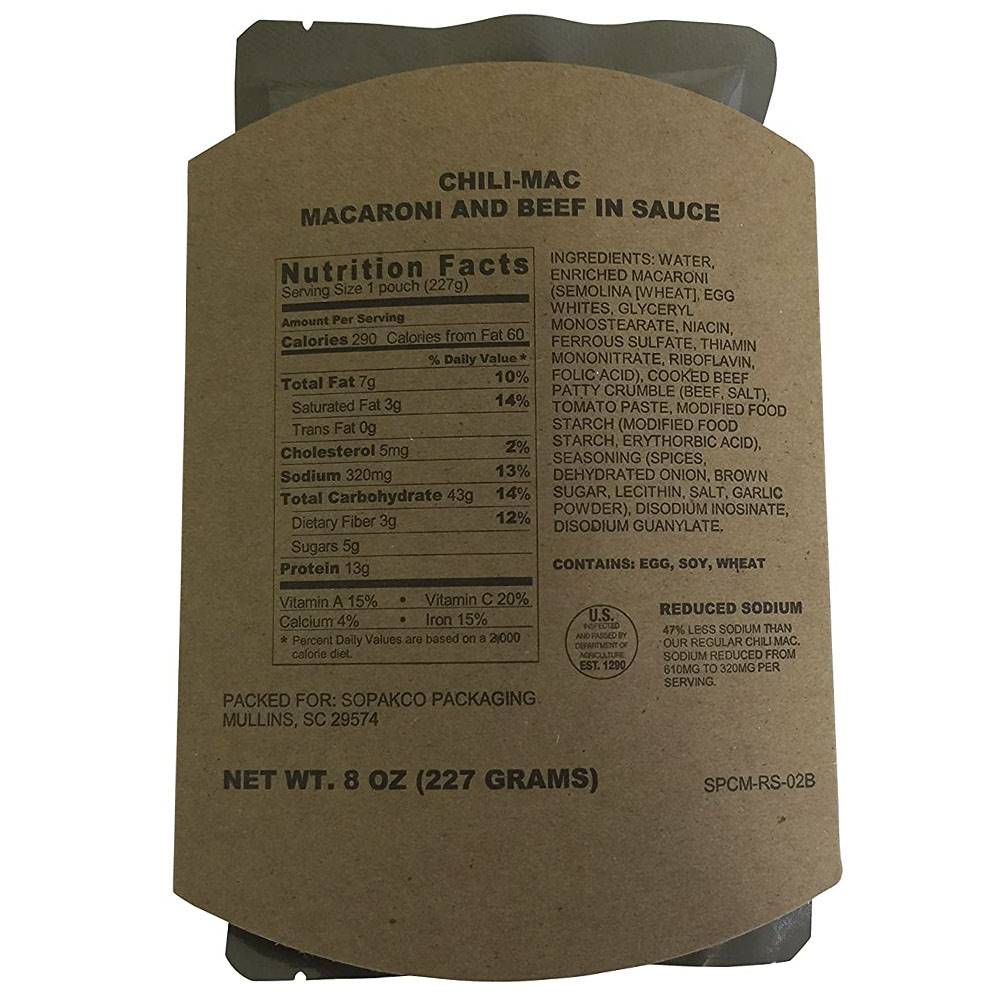 CHILI-MAC
MACARONI AND BEEF IN SAUCE
Nutrition Facts
Serving Size 1 pouch (227g)
Amount Per Serving
Calories 290 Calories from Fat 60
% Daily Value *
Total Fat 7g 10%
Saturated Fat 3g 14%
Trans Fat 0g
Cholesterol 5mg 2%
Sodium 320mg 13%
Total Carbohydrate 43g 14%
Dietary Fiber 3g 12%
Sugars 5g
Protein 13g
Vitamin A 15% • Vitamin C 20%
Calcium 4% • Iron 15%
* Percent Daily Values are based on a 2,000
calorie diet.
INGREDIENTS: WATER,
ENRICHED MACARONI
(SEMOLINA [WHEAT], EGG
WHITES, GLYCERYL
MONOSTEARATE, NIACIN,
FERROUS SULFATE, THIAMIN
MONONITRATE, RIBOFLAVIN,
FOLIC ACID), COOKED BEEF
PATTY CRUMBLE (BEEF, SALT),
TOMATO PASTE, MODIFIED FOOD
STARCH (MODIFIED FOOD
STARCH, ERYTHORBIC ACID),
SEASONING (SPICES,
DEHYDRATED ONION, BROWN
SUGAR, LECITHIN, SALT, GARLIC
POWDER), DISODIUM INOSINATE,
DISODIUM GUANYLATE.
CONTAINS: EGG, SOY, WHEAT
U.S.
INSPECTED
AND PASSED BY
DEPARTMENT OF
AGRICULTURE
EST. 1290
REDUCED SODIUM
47% LESS SODIUM THAN
OUR REGULAR CHILI MAC.
SODIUM REDUCED FROM
610MG TO 320MG PER
SERVING.
PACKED FOR: SOPAKCO PACKAGING
MULLINS, SC 29574
NET WT. 8 OZ (227 GRAMS)
SPCM-RS-02B